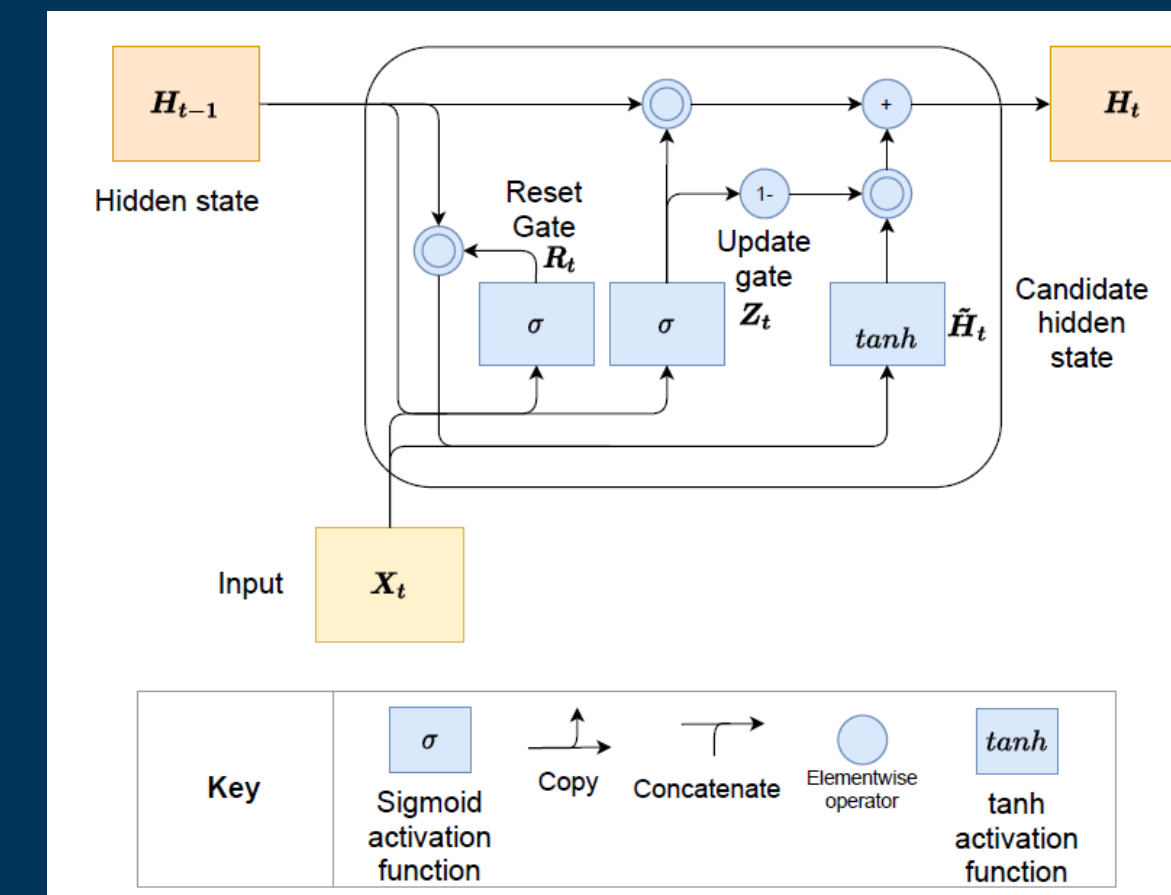 H_{t-1}
H_t
Hidden state
Reset
Gate
R_t
+
1-
Update
gate
Z_t
σ
σ
tanh
H̃_t
Candidate
hidden
state
Input
X_t
Key
σ
Sigmoid
activation
function
Copy
Concatenate
Elementwise
operator
tanh
tanh
activation
function